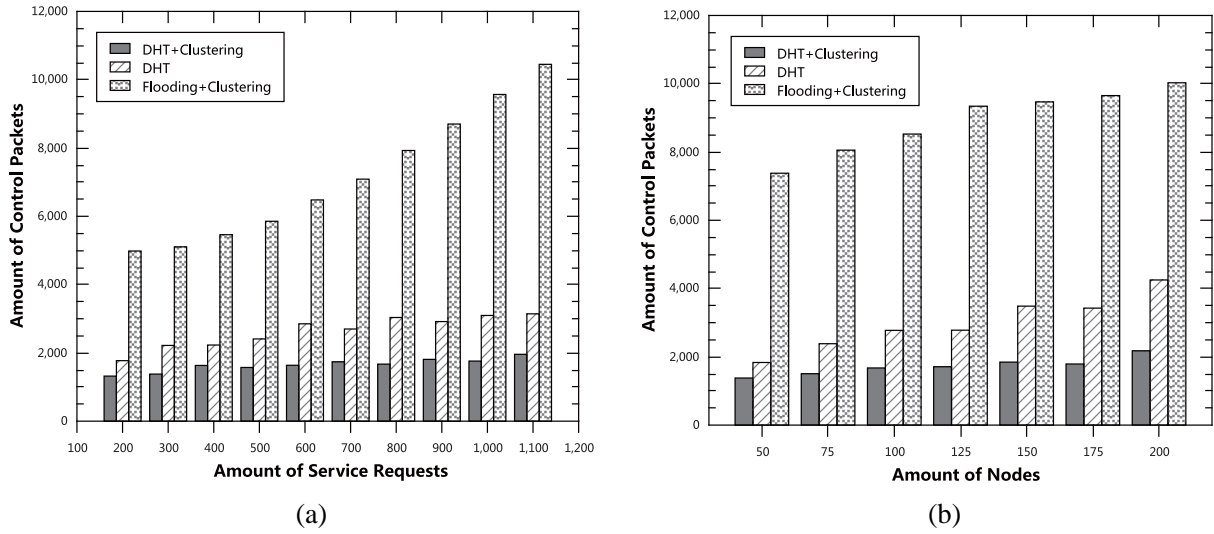 12,000
10,000
8,000
6,000
4,000
2,000
0
Amount of Control Packets
DHT+Clustering
DHT
Flooding+Clustering
100 200 300 400 500 600 700 800 900 1,000 1,100 1,200
Amount of Service Requests
(a)
12,000
10,000
8,000
6,000
4,000
2,000
0
Amount of Control Packets
DHT+Clustering
DHT
Flooding+Clustering
50 75 100 125 150 175 200
Amount of Nodes
(b)